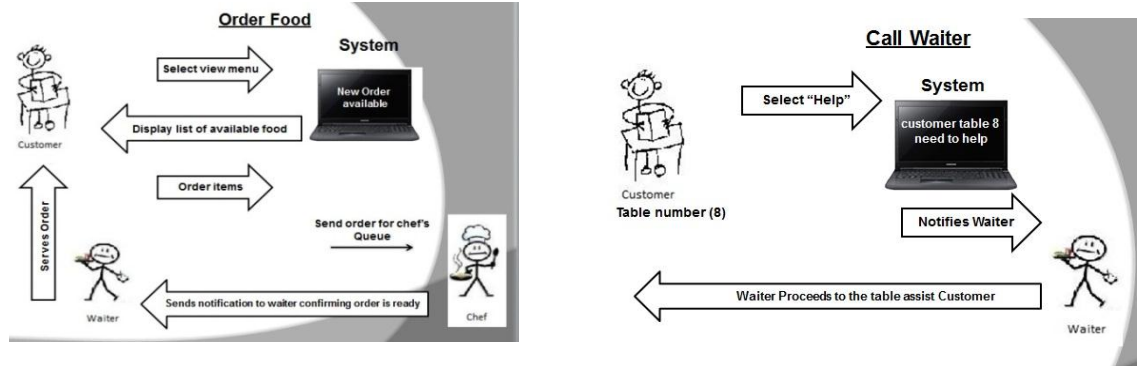 Order Food
System
Select view menu
New Order
available
Display list of available food
Customer
Order items
Send order for chef's
Queue
Serves Order
Sends notification to waiter confirming order is ready
Waiter
Chef
Call Waiter
System
Select “Help”
customer table 8
need to help
Customer
Table number (8)
Notifies Waiter
Waiter Proceeds to the table assist Customer
Waiter